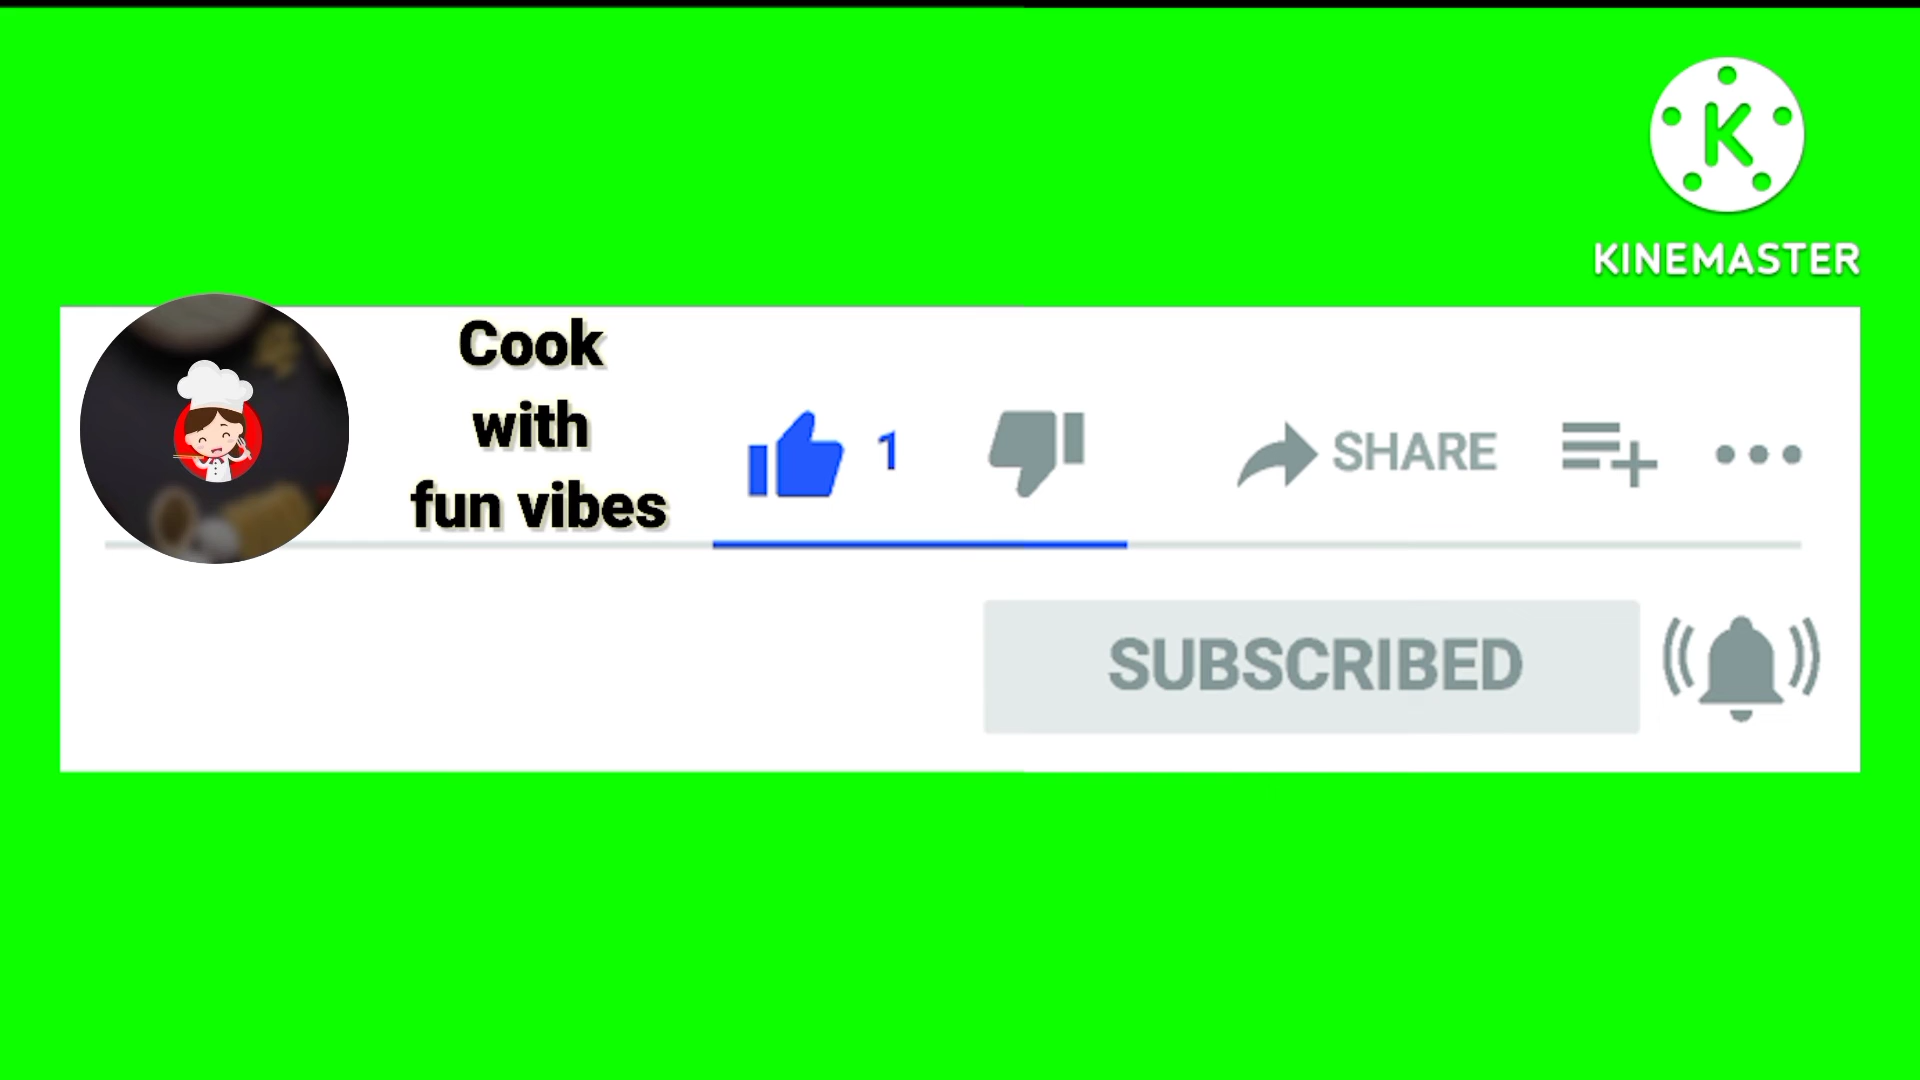 K
KINEMASTER
Cook
with
fun vibes
1
SHARE
SUBSCRIBED